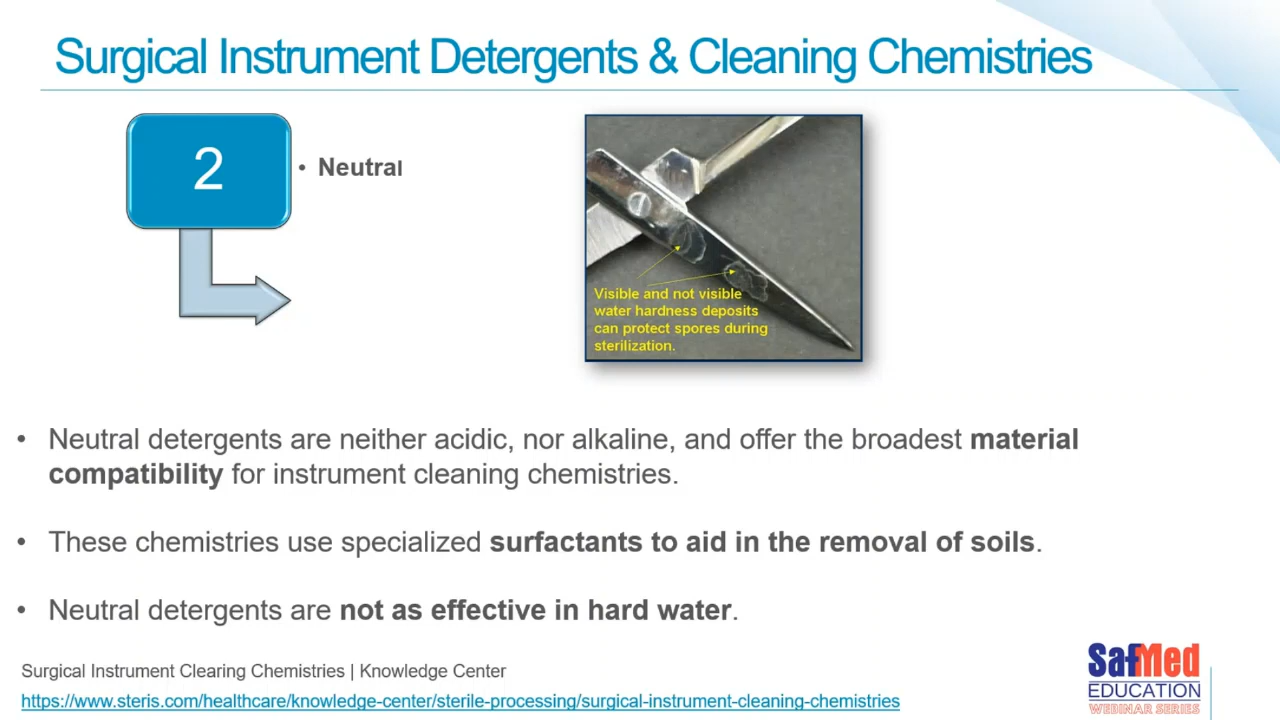 Surgical Instrument Detergents & Cleaning Chemistries
2
• Neutral
Visible and not visible
water hardness deposits
can protect spores during
sterilization.
• Neutral detergents are neither acidic, nor alkaline, and offer the broadest material
compatibility for instrument cleaning chemistries.
• These chemistries use specialized surfactants to aid in the removal of soils.
• Neutral detergents are not as effective in hard water.
Surgical Instrument Clearing Chemistries | Knowledge Center
https://www.steris.com/healthcare/knowledge-center/sterile-processing/surgical-instrument-cleaning-chemistries
SafMed
EDUCATION
WEBINAR SERIES